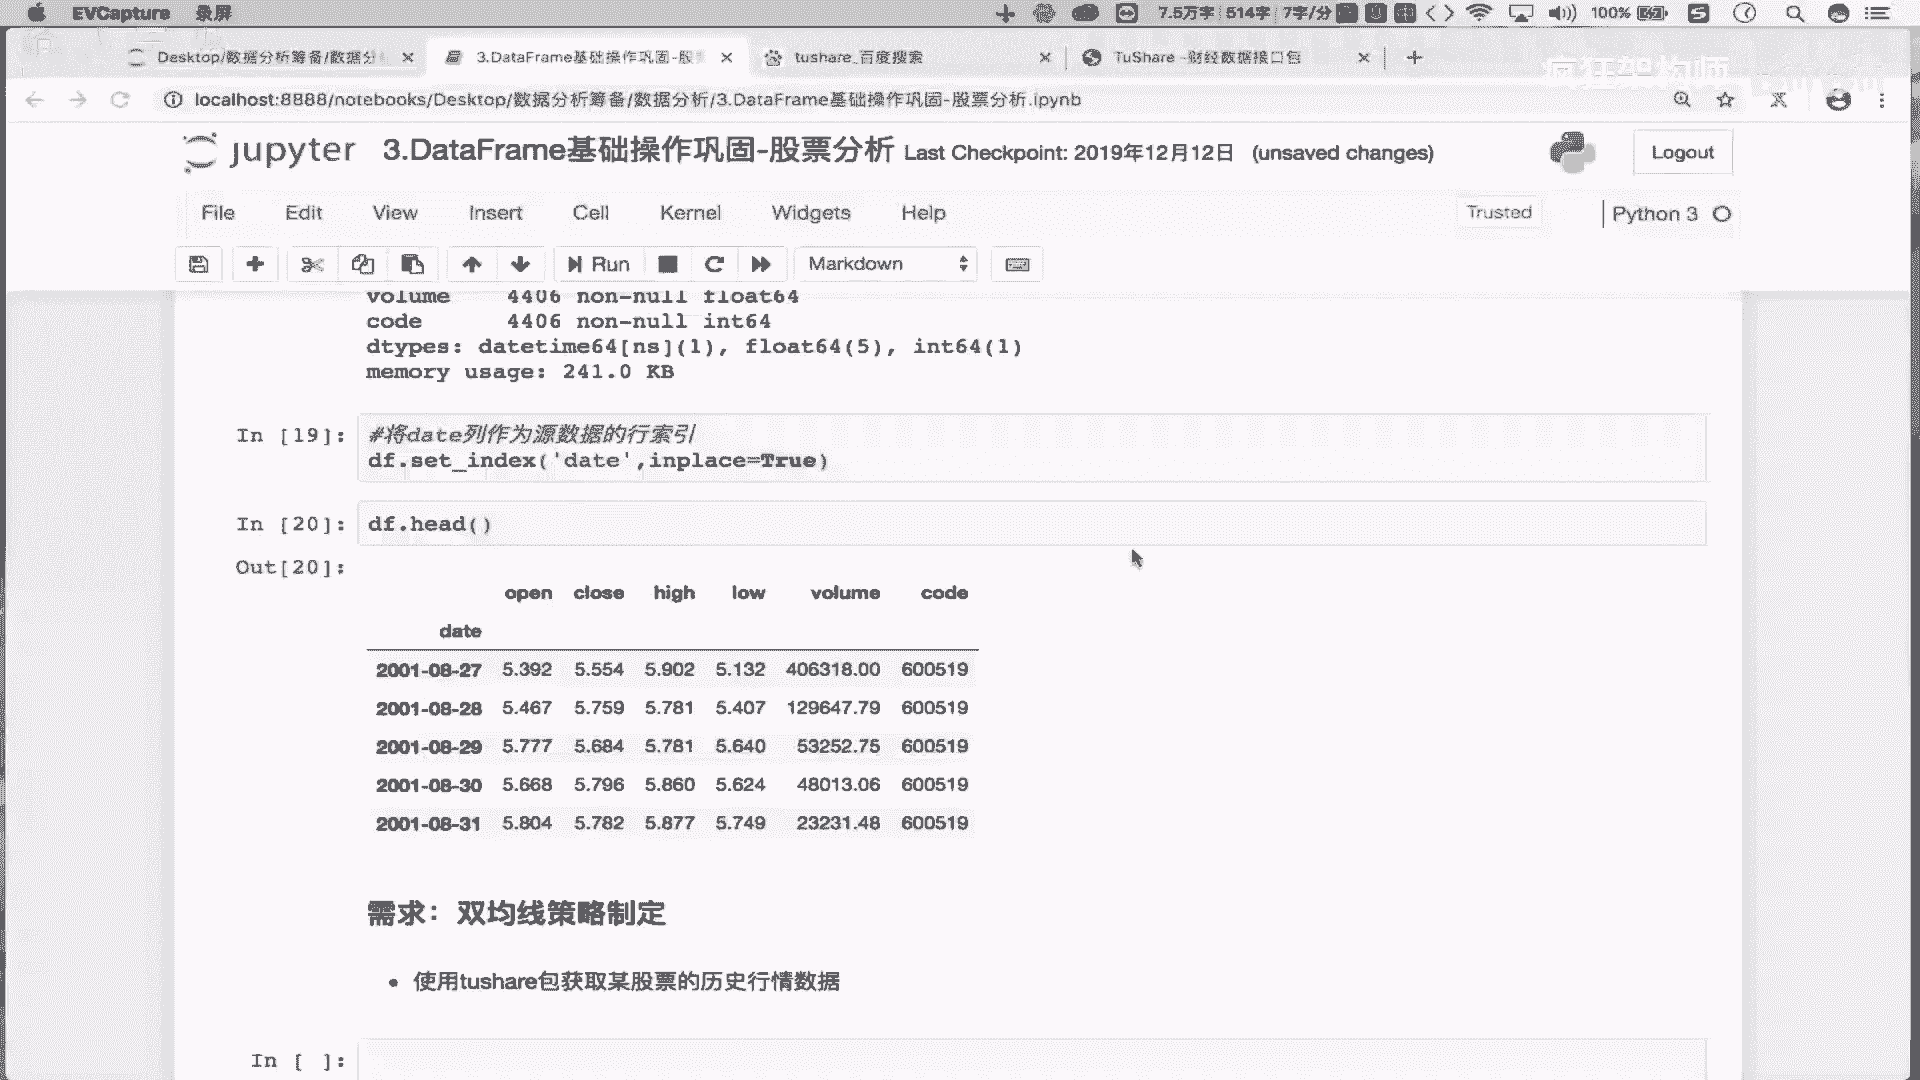 EVCapture 录屏 7.5万字 514字 7字/分 100%
Desktop/数据分析筹备/数据分 3.DataFrame基础操作巩固-股 tushare_百度搜索 TuShare -财经数据接口包
疯狂架构师
localhost:8888/notebooks/Desktop/数据分析筹备/数据分析/3.DataFrame基础操作巩固-股票分析.ipynb
jupyter 3.DataFrame基础操作巩固-股票分析 Last Checkpoint: 2019年12月12日 (unsaved changes) Logout
File Edit View Insert Cell Kernel Widgets Help Trusted Python 3
Run Markdown
volume 4406 non-null float64
code 4406 non-null int64
dtypes: datetime64[ns](1), float64(5), int64(1)
memory usage: 241.0 KB
In [19]: #将date列作为源数据的行索引
df.set_index('date',inplace=True)
In [20]: df.head()
Out[20]:
open close high low volume code
date
2001-08-27 5.392 5.554 5.902 5.132 406318.00 600519
2001-08-28 5.467 5.759 5.781 5.407 129647.79 600519
2001-08-29 5.777 5.684 5.781 5.640 53252.75 600519
2001-08-30 5.668 5.796 5.860 5.624 48013.06 600519
2001-08-31 5.804 5.782 5.877 5.749 23231.48 600519
需求：双均线策略制定
• 使用tushare包获取某股票的历史行情数据
In [ ]: